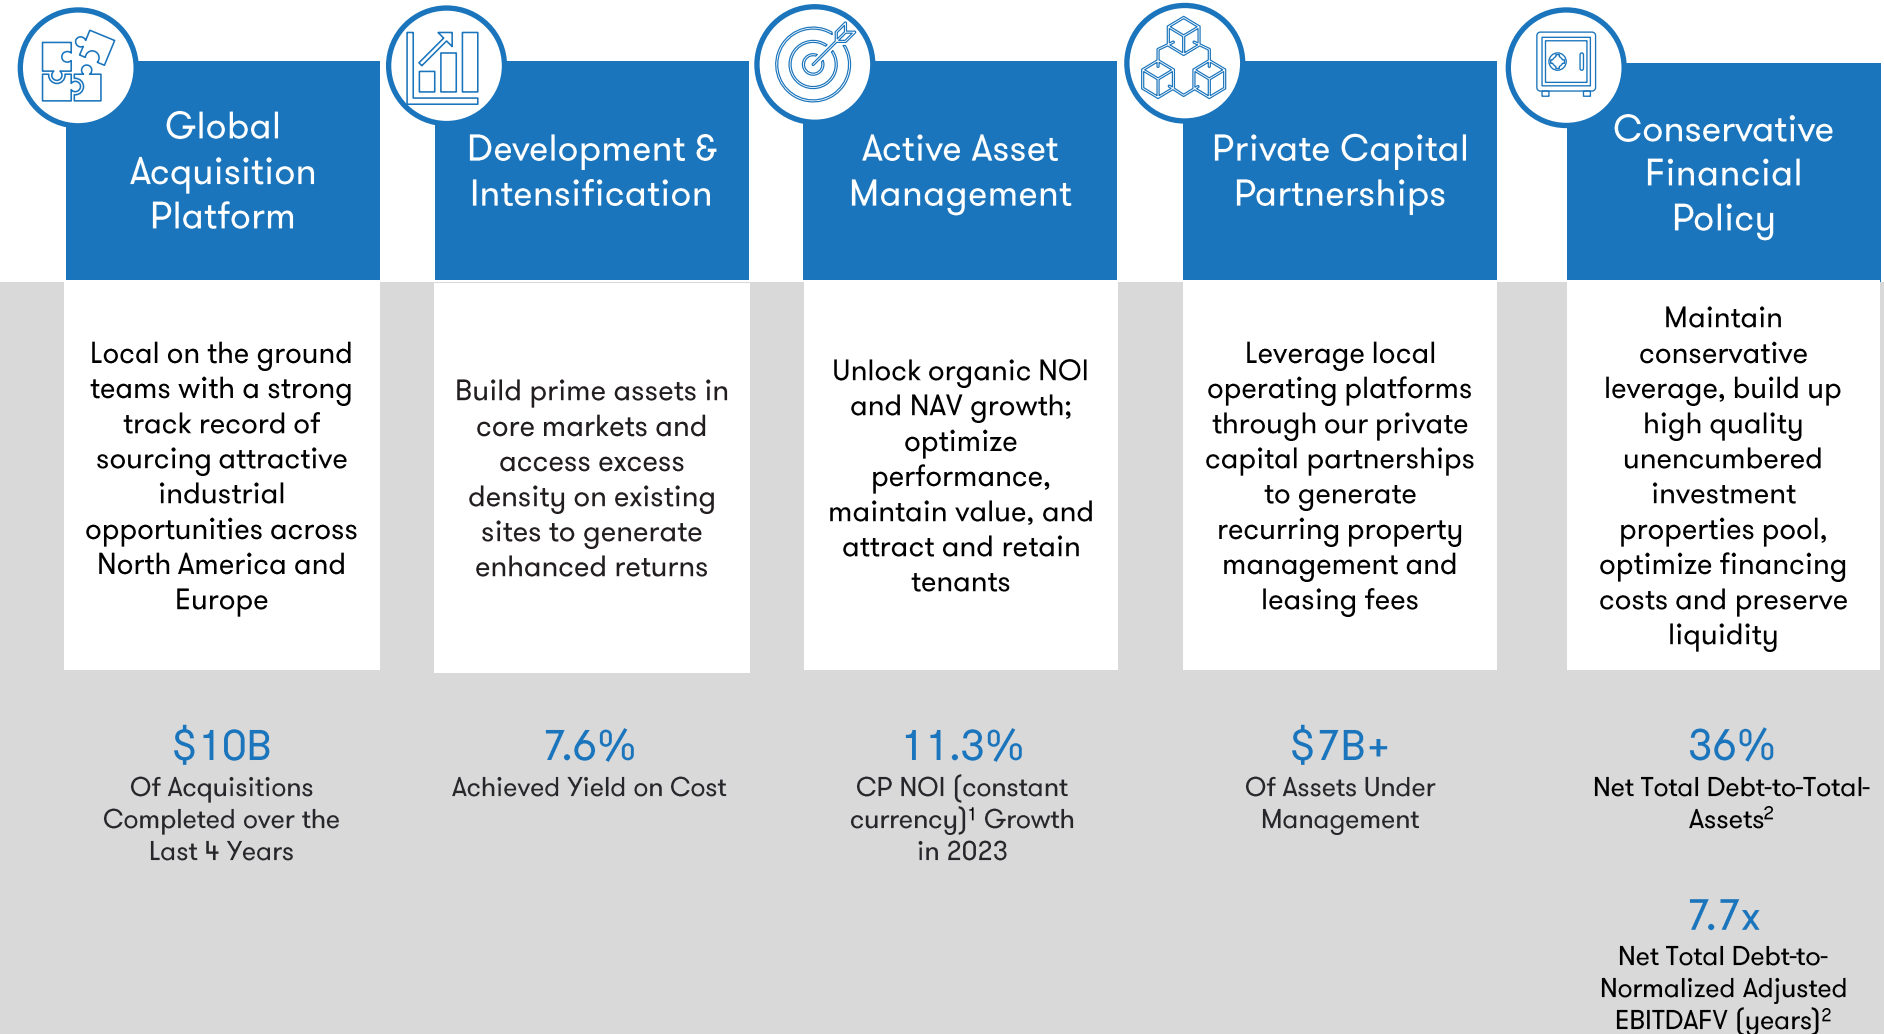 Global
Acquisition
Platform
Local on the ground
teams with a strong
track record of
sourcing attractive
industrial
opportunities across
North America and
Europe
$10B
Of Acquisitions
Completed over the
Last 4 Years
Development &
Intensification
Build prime assets in
core markets and
access excess
density on existing
sites to generate
enhanced returns
7.6%
Achieved Yield on Cost
Active Asset
Management
Unlock organic NOI
and NAV growth;
optimize
performance,
maintain value, and
attract and retain
tenants
11.3%
CP NOI (constant
currency)¹ Growth
in 2023
Private Capital
Partnerships
Leverage local
operating platforms
through our private
capital partnerships
to generate
recurring property
management and
leasing fees
$7B+
Of Assets Under
Management
Conservative
Financial
Policy
Maintain
conservative
leverage, build up
high quality
unencumbered
investment
properties pool,
optimize financing
costs and preserve
liquidity
36%
Net Total Debt-to-Total-
Assets²
7.7x
Net Total Debt-to-
Normalized Adjusted
EBITDAFV (years)²